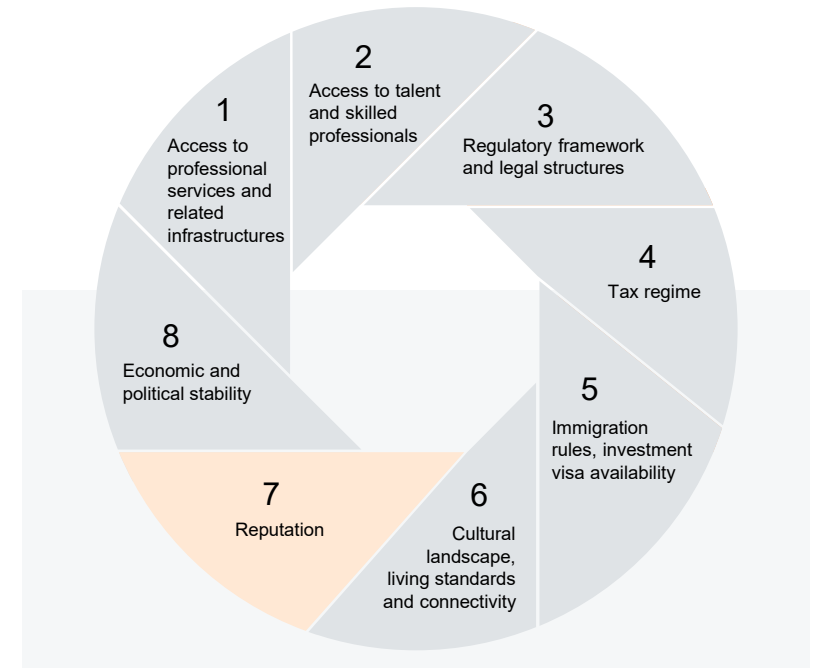 1
Access to
professional
services and
related
infrastructures
2
Access to talent
and skilled
professionals
3
Regulatory framework
and legal structures
4
Tax regime
5
Immigration
rules, investment
visa availability
6
Cultural
landscape,
living standards
and connectivity
7
Reputation
8
Economic and
political stability